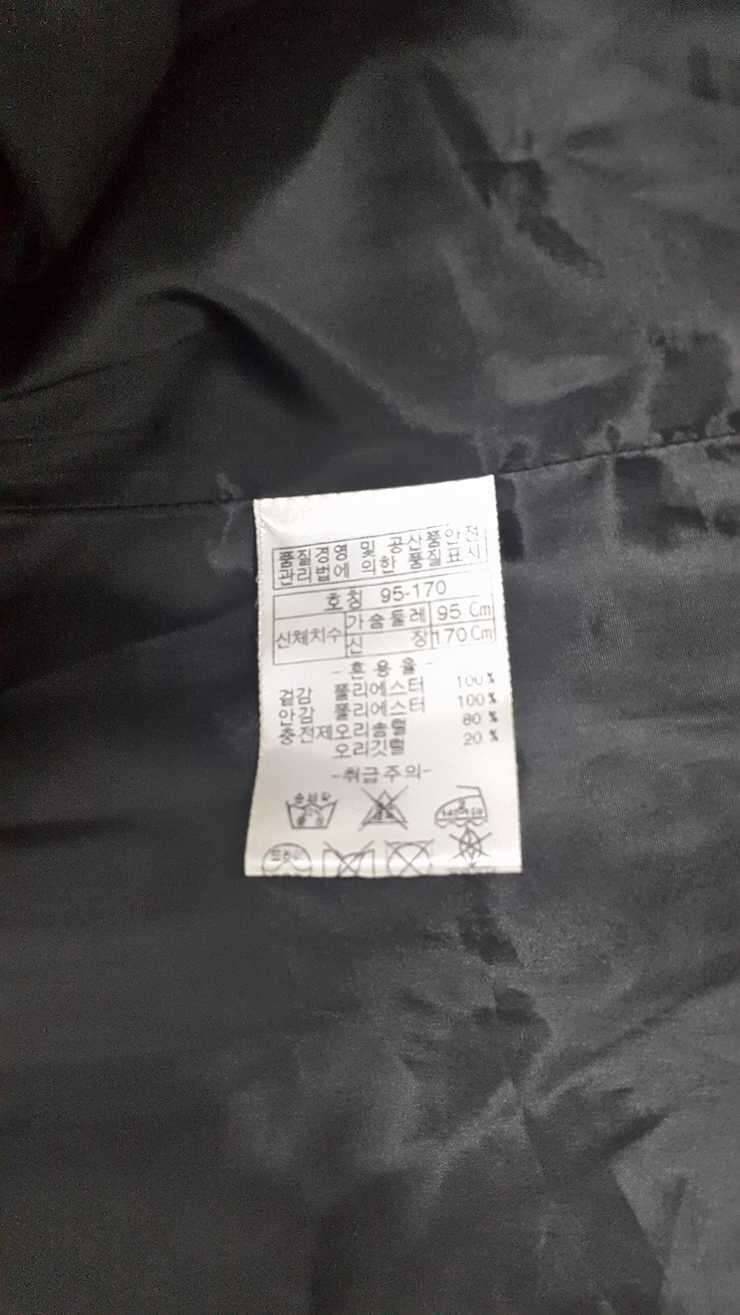 품질경영 및 공산품안전
관리법에 의한 품질표시
호칭 95-170
신체치수 가슴둘레 95 Cm
신 장 170 Cm
- 혼 용 율 -
겉감 폴리에스터 100%
안감 폴리에스터 100%
충전제 오리솜털 80%
오리깃털 20%
-취급주의-